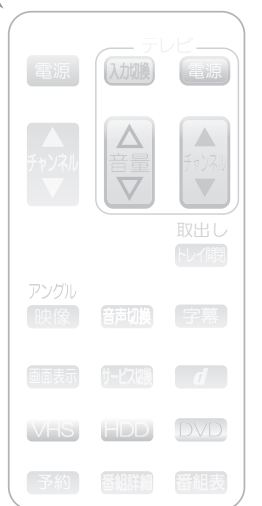 テレビ
電源 入力切換 電源
チャンネル 音量 チャンネル
取出し
トレイ開閉
アングル
映像 音声切換 字幕
画面表示 サービス切換 d
VHS HDD DVD
予約 番組詳細 番組表